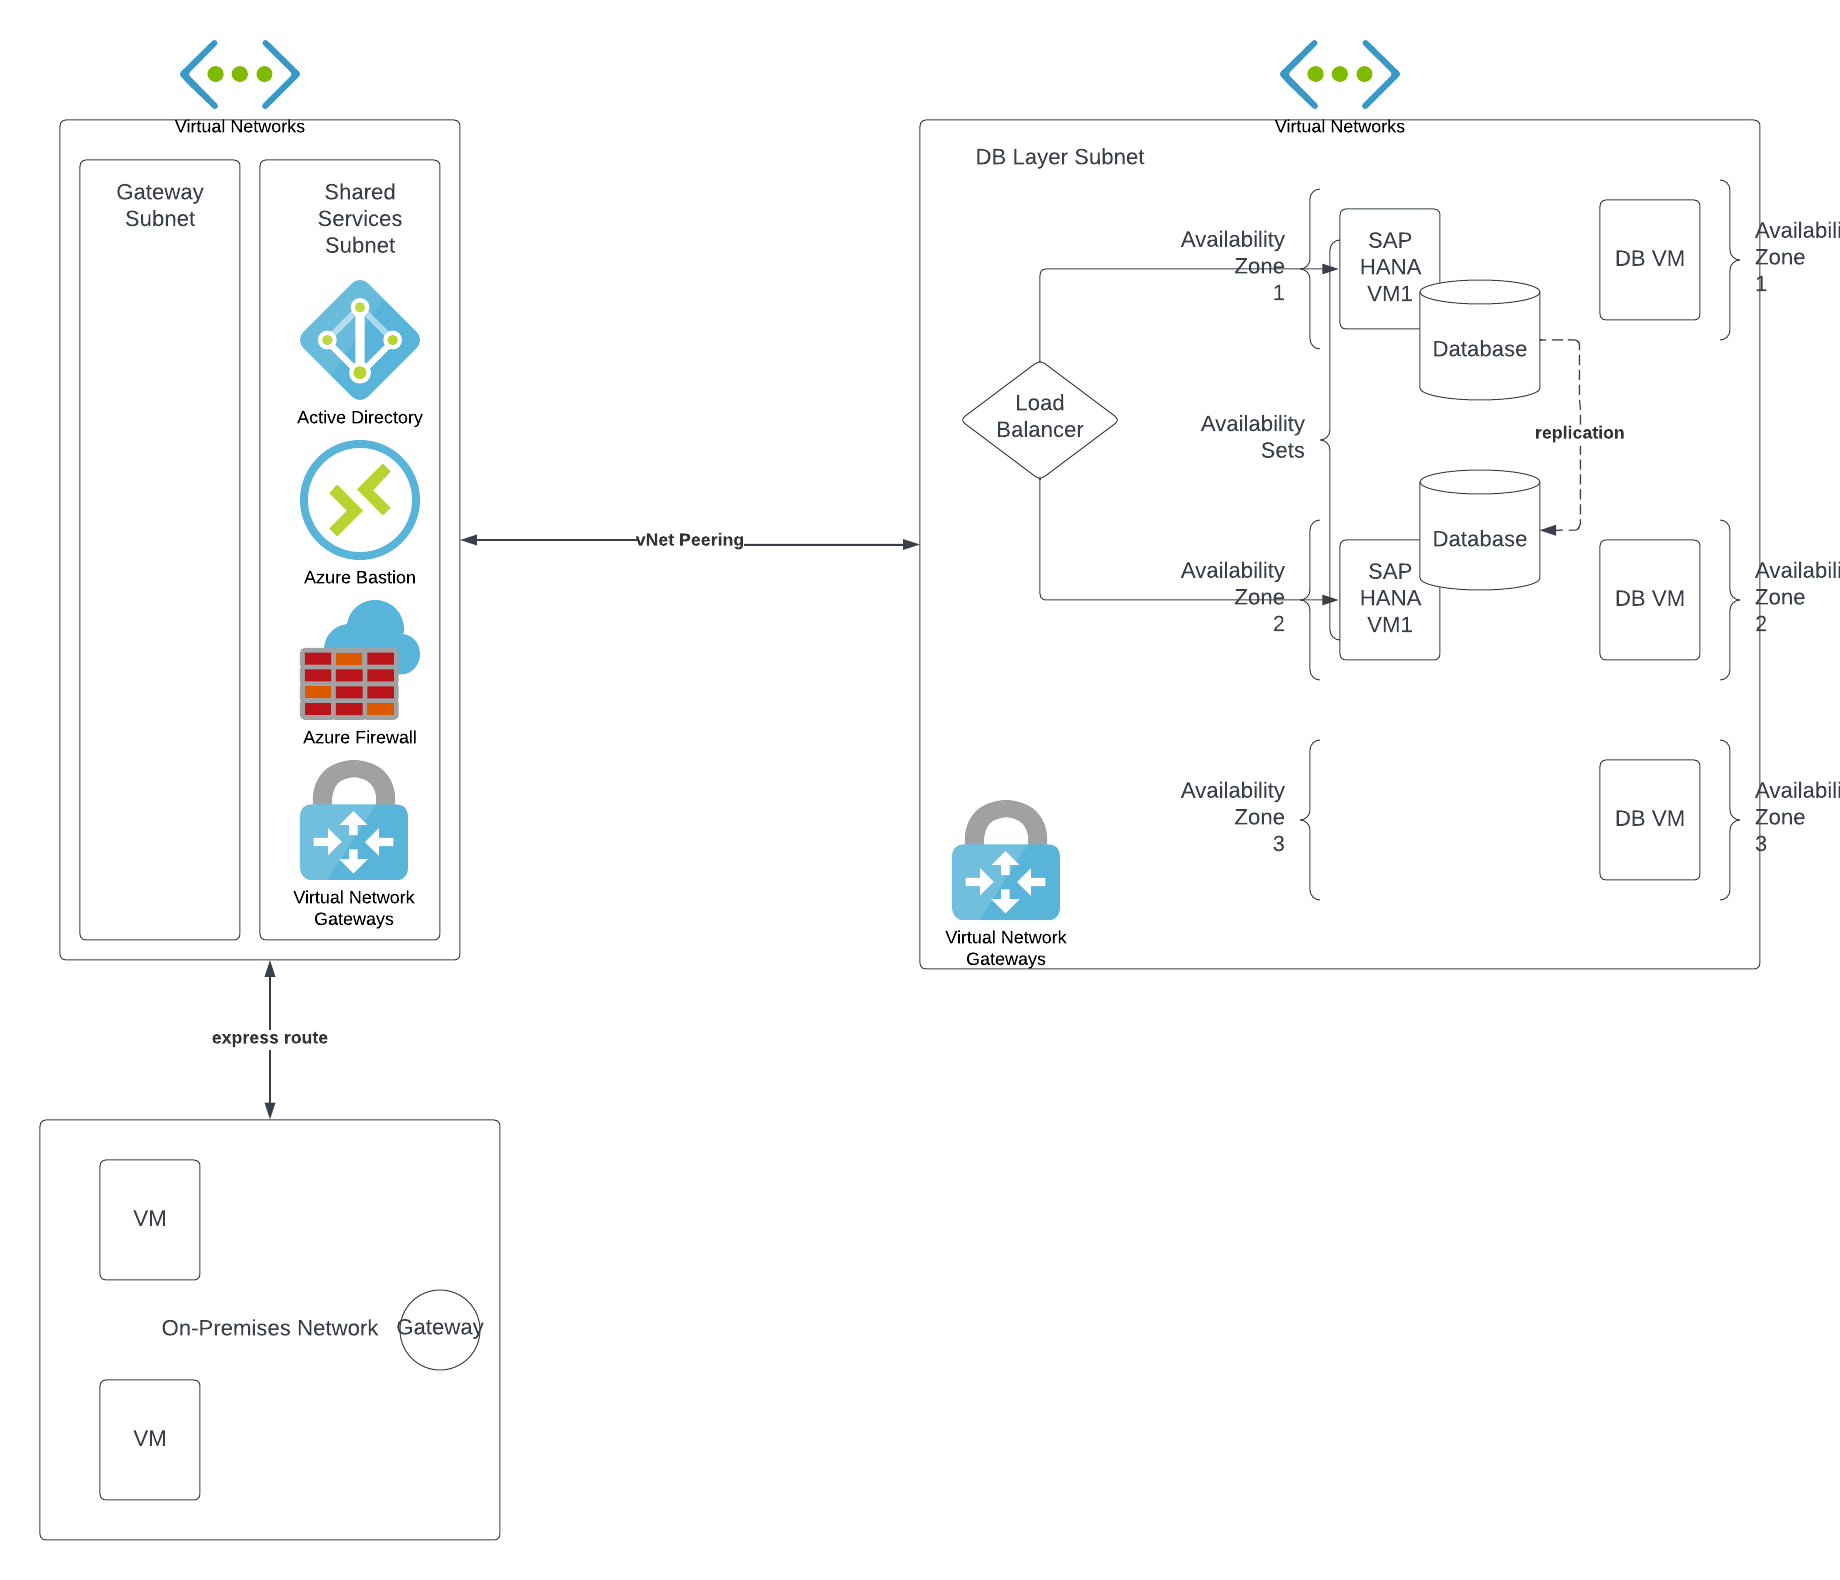 Virtual Networks
Gateway
Subnet
Shared
Services
Subnet
Active Directory
Azure Bastion
Azure Firewall
Virtual Network
Gateways
vNet Peering
express route
VM
On-Premises Network
Gateway
VM
Virtual Networks
DB Layer Subnet
Availability
Zone
1
SAP
HANA
VM1
Database
DB VM
Availabili
Zone
1
Load
Balancer
Availability
Sets
replication
Database
Availability
Zone
2
SAP
HANA
VM1
DB VM
Availabili
Zone
2
Availability
Zone
3
DB VM
Availabili
Zone
3
Virtual Network
Gateways